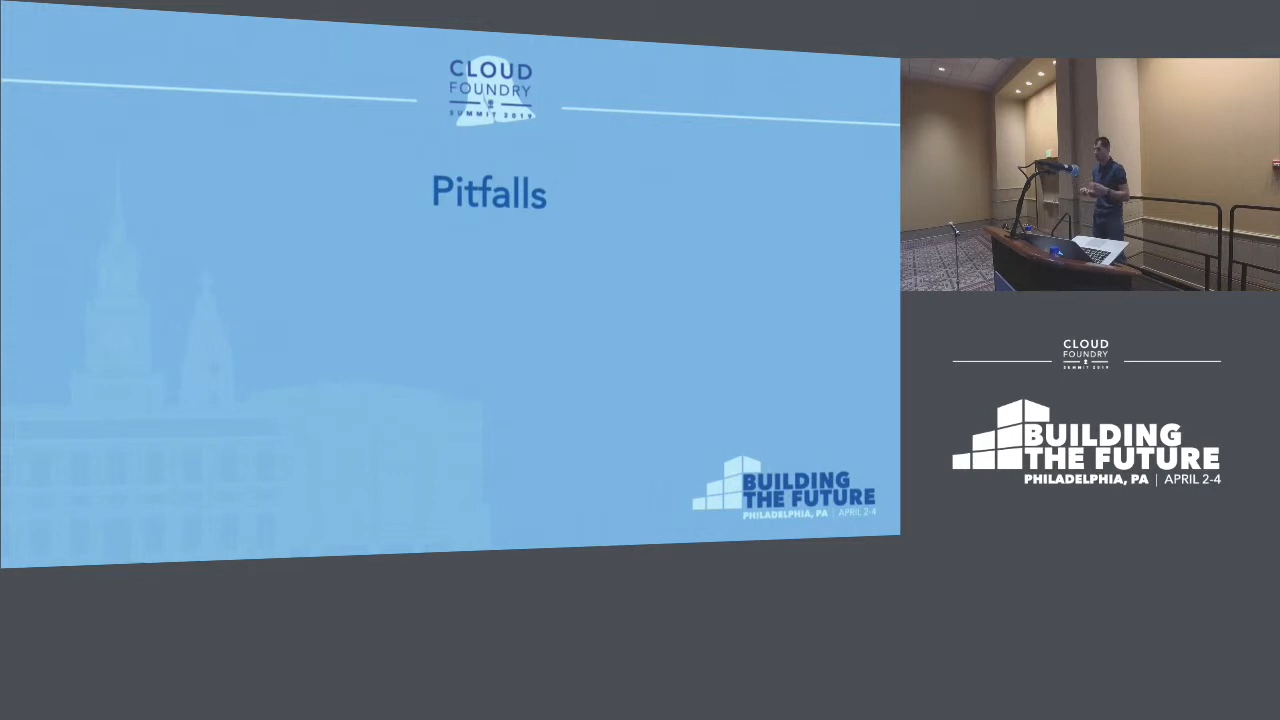 CLOUD
FOUNDRY
SUMMIT 2019
Pitfalls
BUILDING
THE FUTURE
PHILADELPHIA, PA | APRIL 2-4
CLOUD
FOUNDRY
SUMMIT 2019
BUILDING
THE FUTURE
PHILADELPHIA, PA | APRIL 2-4